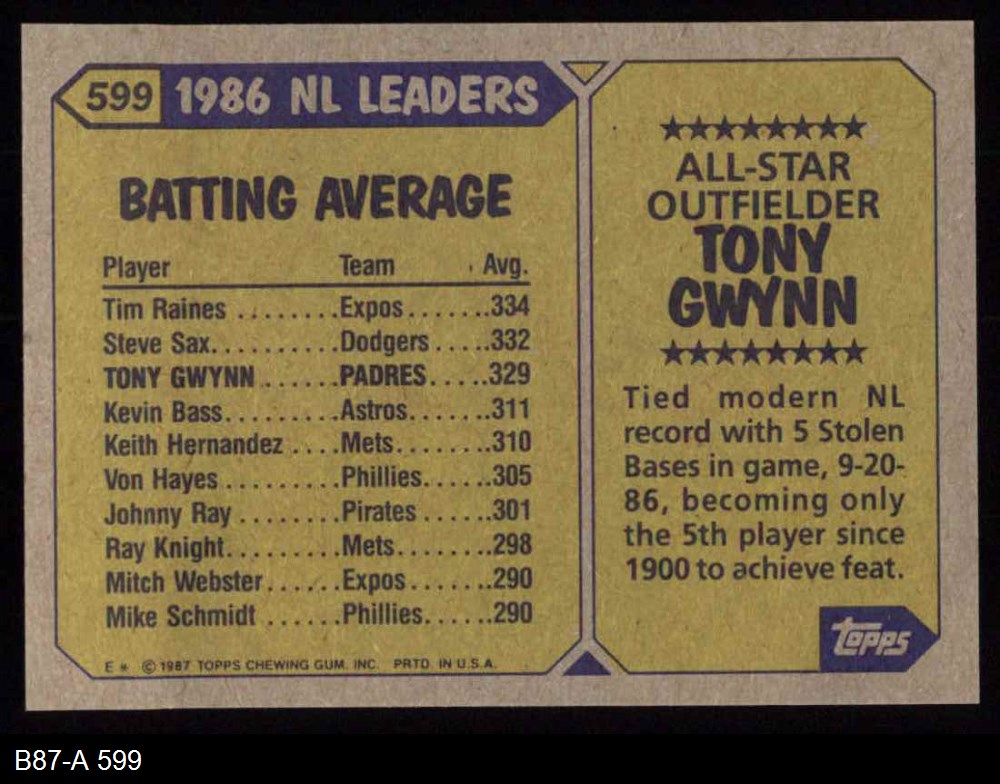 599 1986 NL LEADERS
BATTING AVERAGE
Player Team Avg.
Tim Raines ........Expos.......334
Steve Sax..........Dodgers.....332
TONY GWYNN ......PADRES.....329
Kevin Bass.........Astros.......311
Keith Hernandez ....Mets........310
Von Hayes .........Phillies......305
Johnny Ray ........Pirates......301
Ray Knight.........Mets........298
Mitch Webster......Expos.......290
Mike Schmidt ......Phillies......290
E * © 1987 TOPPS CHEWING GUM, INC. PRTD. IN U.S.A.
★★★★★★★★
ALL-STAR
OUTFIELDER
TONY
GWYNN
★★★★★★★★
Tied modern NL
record with 5 Stolen
Bases in game, 9-20-
86, becoming only
the 5th player since
1900 to achieve feat.
topps
B87-A 599